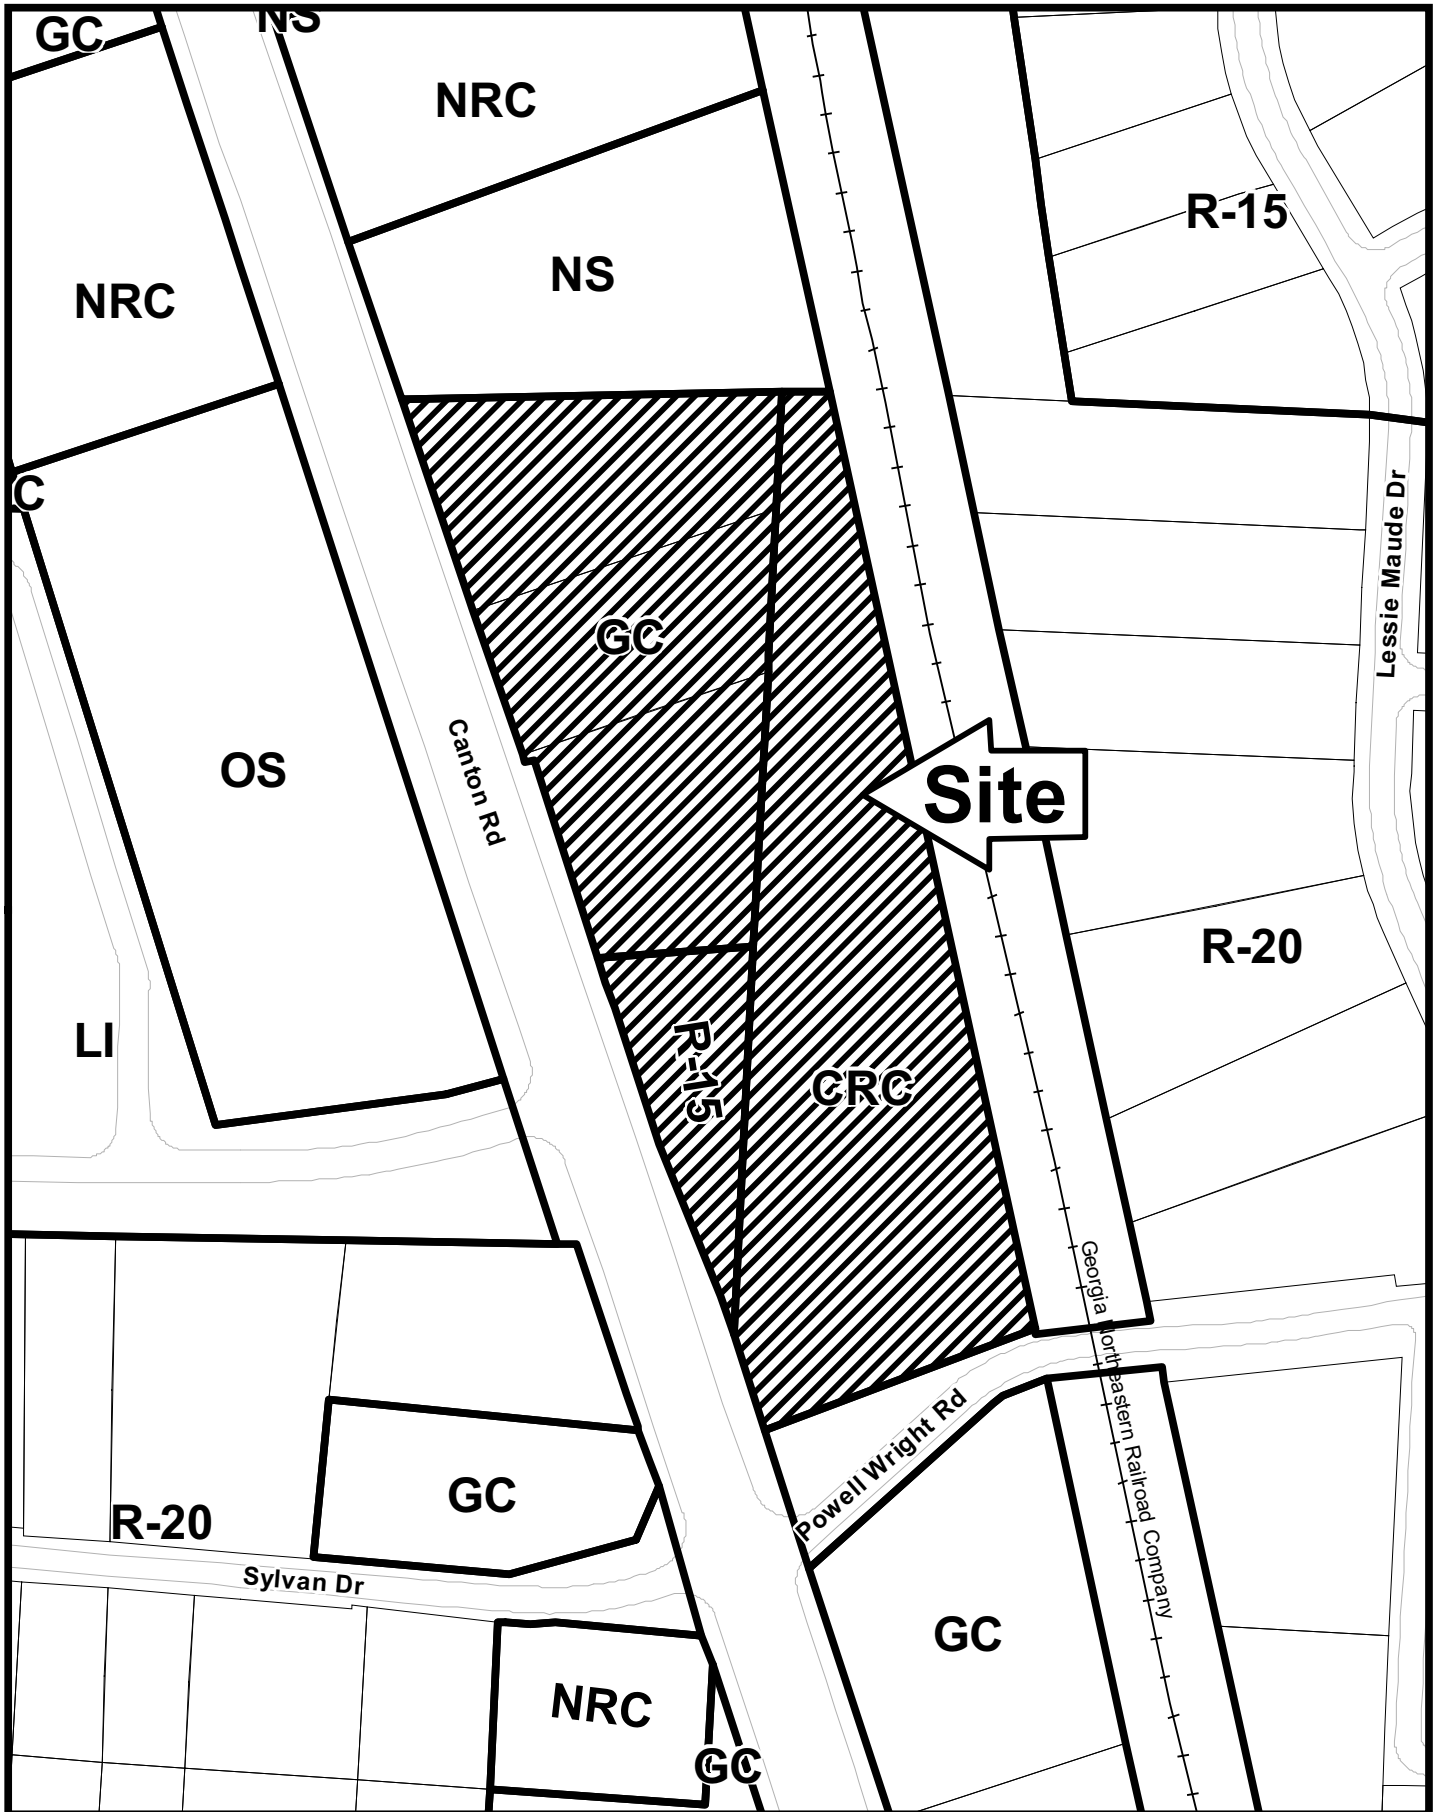 GC
NS
NRC
R-15
NS
NRC
C
Lessie Maude Dr
GC
OS
Canton Rd
Site
R-20
LI
R-15
CRC
Georgia Northeastern Railroad Company
Powell Wright Rd
GC
R-20
Sylvan Dr
GC
NRC
GC